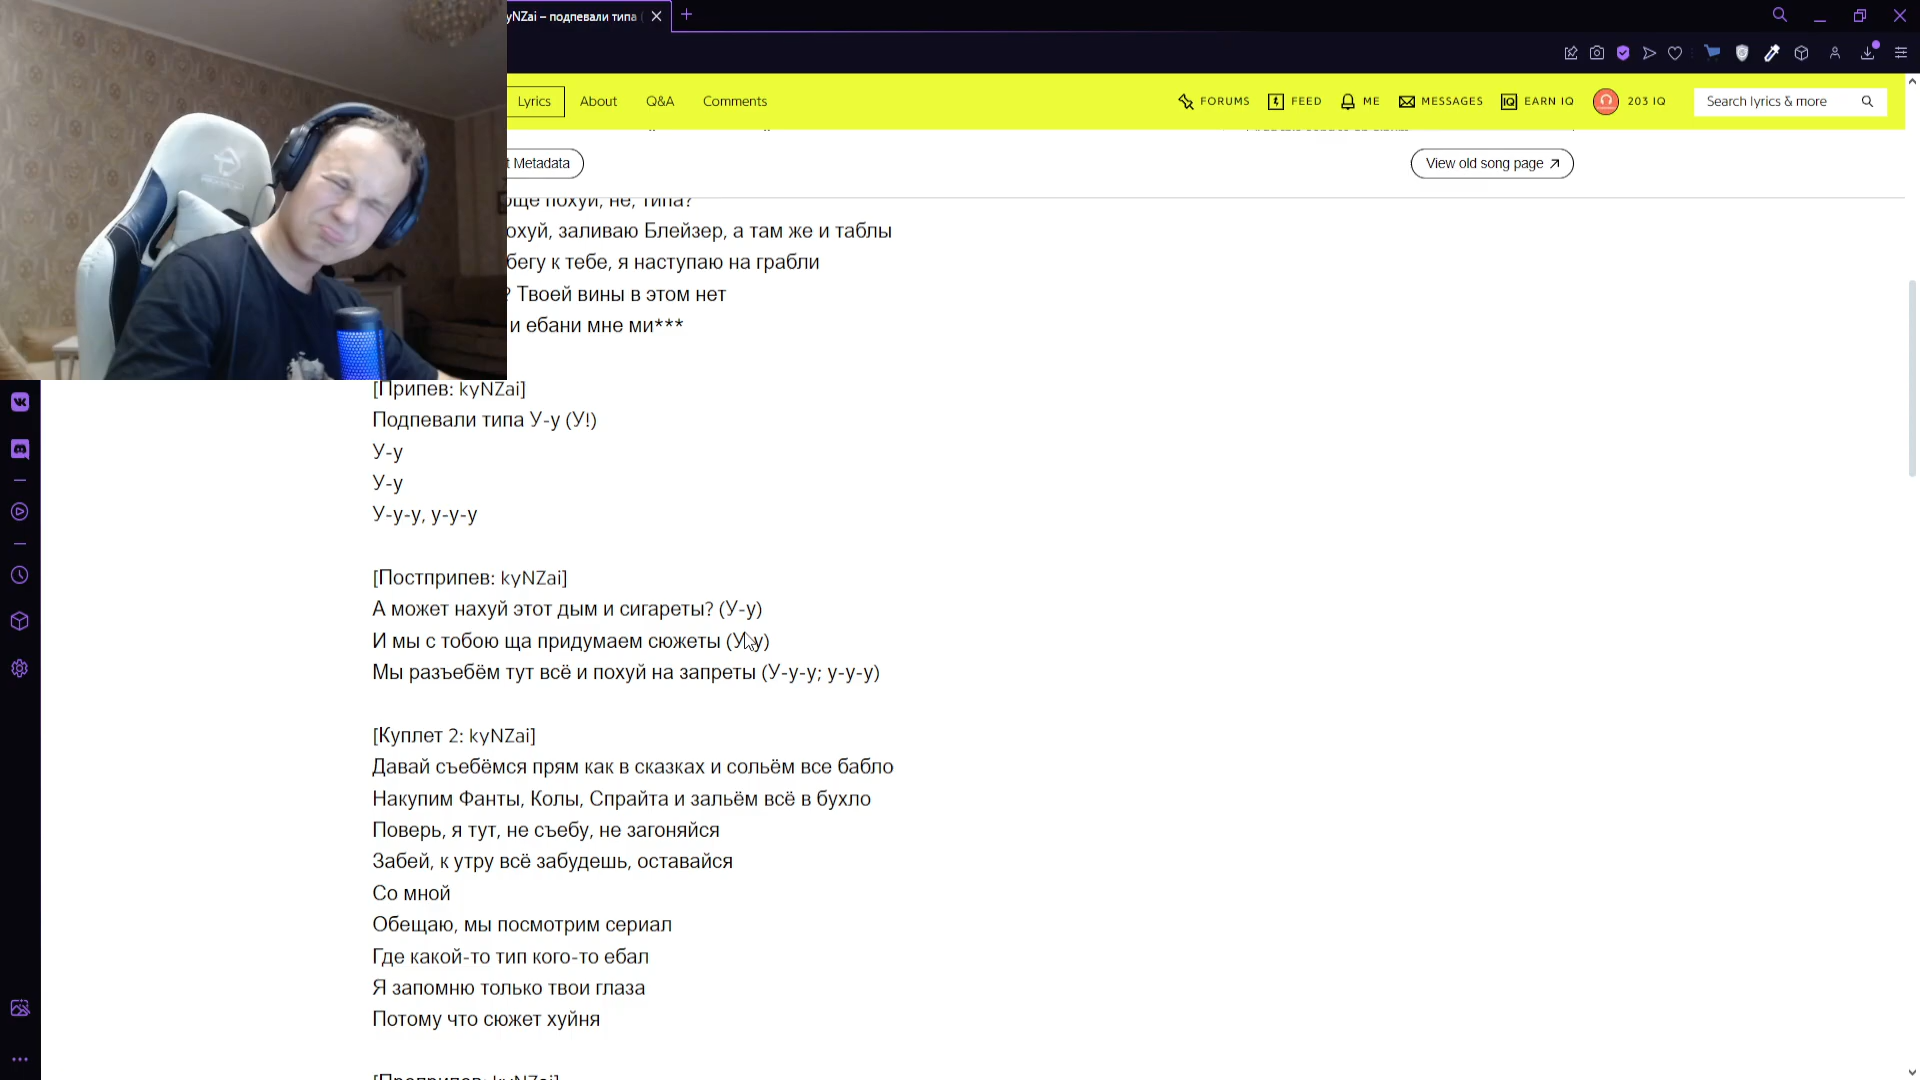 kyNZai – подпевали типа
Lyrics
About
Q&A
Comments
FORUMS
FEED
ME
MESSAGES
EARN IQ
203 IQ
Search lyrics & more
Metadata
View old song page
похуй, не, типа?
заливаю Блейзер, а там же и таблы
бегу к тебе, я наступаю на грабли
? Твоей вины в этом нет
и ебани мне ми***
[Припев: kyNZai]
Подпевали типа У-у (У!)
У-у
У-у
У-у-у, у-у-у
[Постприпев: kyNZai]
А может нахуй этот дым и сигареты? (У-у)
И мы с тобою ща придумаем сюжеты (У-у)
Мы разъебём тут всё и похуй на запреты (У-у-у; у-у-у)
[Куплет 2: kyNZai]
Давай съебёмся прям как в сказках и сольём все бабло
Накупим Фанты, Колы, Спрайта и зальём всё в бухло
Поверь, я тут, не съебу, не загоняйся
Забей, к утру всё забудешь, оставайся
Со мной
Обещаю, мы посмотрим сериал
Где какой-то тип кого-то ебал
Я запомню только твои глаза
Потому что сюжет хуйня